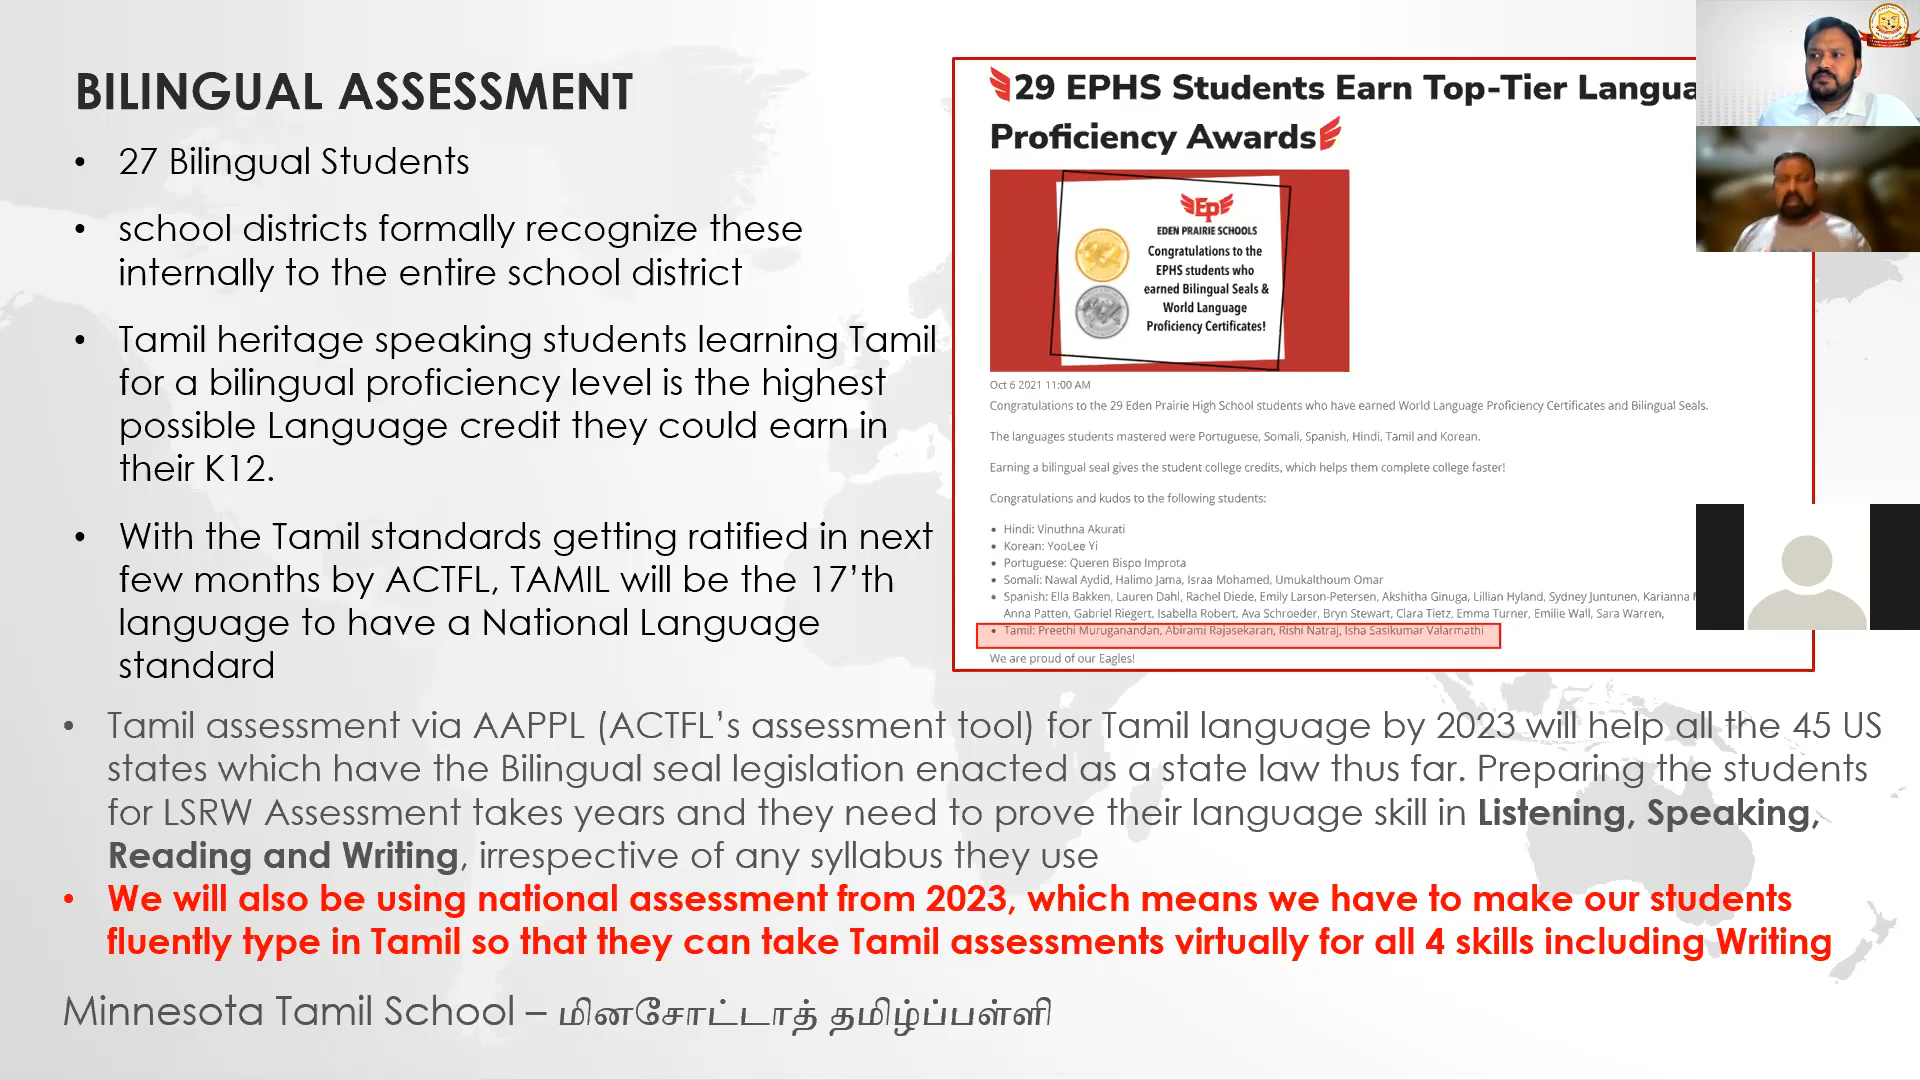 BILINGUAL ASSESSMENT
• 27 Bilingual Students
• school districts formally recognize these
internally to the entire school district
• Tamil heritage speaking students learning Tamil
for a bilingual proficiency level is the highest
possible Language credit they could earn in
their K12.
• With the Tamil standards getting ratified in next
few months by ACTFL, TAMIL will be the 17’th
language to have a National Language
standard
29 EPHS Students Earn Top-Tier Langua
Proficiency Awards
EP
EDEN PRAIRIE SCHOOLS
Congratulations to the
EPHS students who
earned Bilingual Seals &
World Language
Proficiency Certificates!
Oct 6 2021 11:00 AM
Congratulations to the 29 Eden Prairie High School students who have earned World Language Proficiency Certificates and Bilingual Seals.
The languages students mastered were Portuguese, Somali, Spanish, Hindi, Tamil and Korean.
Earning a bilingual seal gives the student college credits, which helps them complete college faster!
Congratulations and kudos to the following students:
• Hindi: Vinuthna Akurati
• Korean: YooLee Yi
• Portuguese: Queren Bispo Improta
• Somali: Nawal Aydid, Halimo Jama, Israa Mohamed, Umukalthoum Omar
• Spanish: Ella Bakken, Lauren Dahl, Rachel Diede, Emily Larson-Petersen, Akshitha Ginuga, Lillian Hyland, Sydney Juntunen, Karianna
Anna Patten, Gabriel Riegert, Isabella Robert, Ava Schroeder, Bryn Stewart, Clara Tietz, Emma Turner, Emilie Wall, Sara Warren,
• Tamil: Preethi Muruganandan, Abirami Rajasekaran, Rishi Natraj, Isha Sasikumar Valarmathi
We are proud of our Eagles!
• Tamil assessment via AAPPL (ACTFL’s assessment tool) for Tamil language by 2023 will help all the 45 US
states which have the Bilingual seal legislation enacted as a state law thus far. Preparing the students
for LSRW Assessment takes years and they need to prove their language skill in Listening, Speaking,
Reading and Writing, irrespective of any syllabus they use
• We will also be using national assessment from 2023, which means we have to make our students
fluently type in Tamil so that they can take Tamil assessments virtually for all 4 skills including Writing
Minnesota Tamil School – மினசோட்டாத் தமிழ்ப்பள்ளி